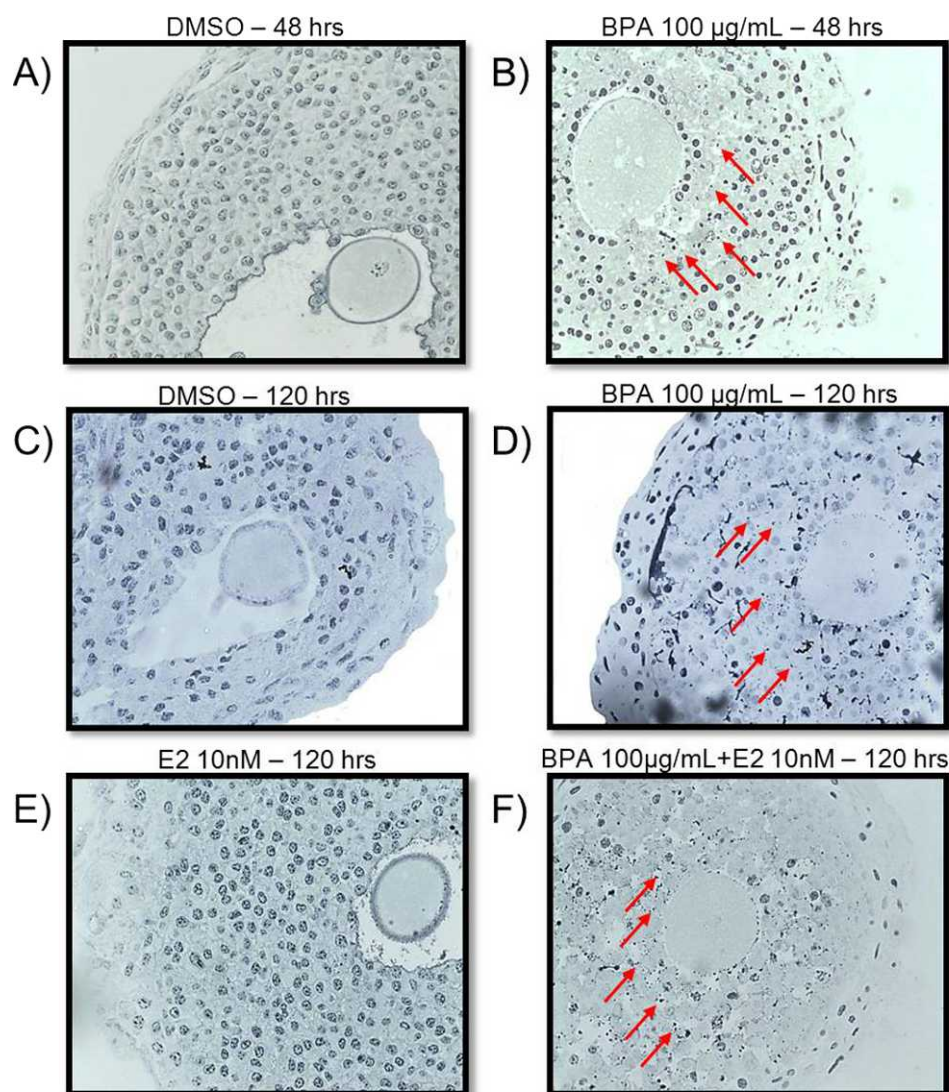 DMSO – 48 hrs
BPA 100 µg/mL – 48 hrs
A)
B)
DMSO – 120 hrs
BPA 100 µg/mL – 120 hrs
C)
D)
E2 10nM – 120 hrs
BPA 100µg/mL+E2 10nM – 120 hrs
E)
F)